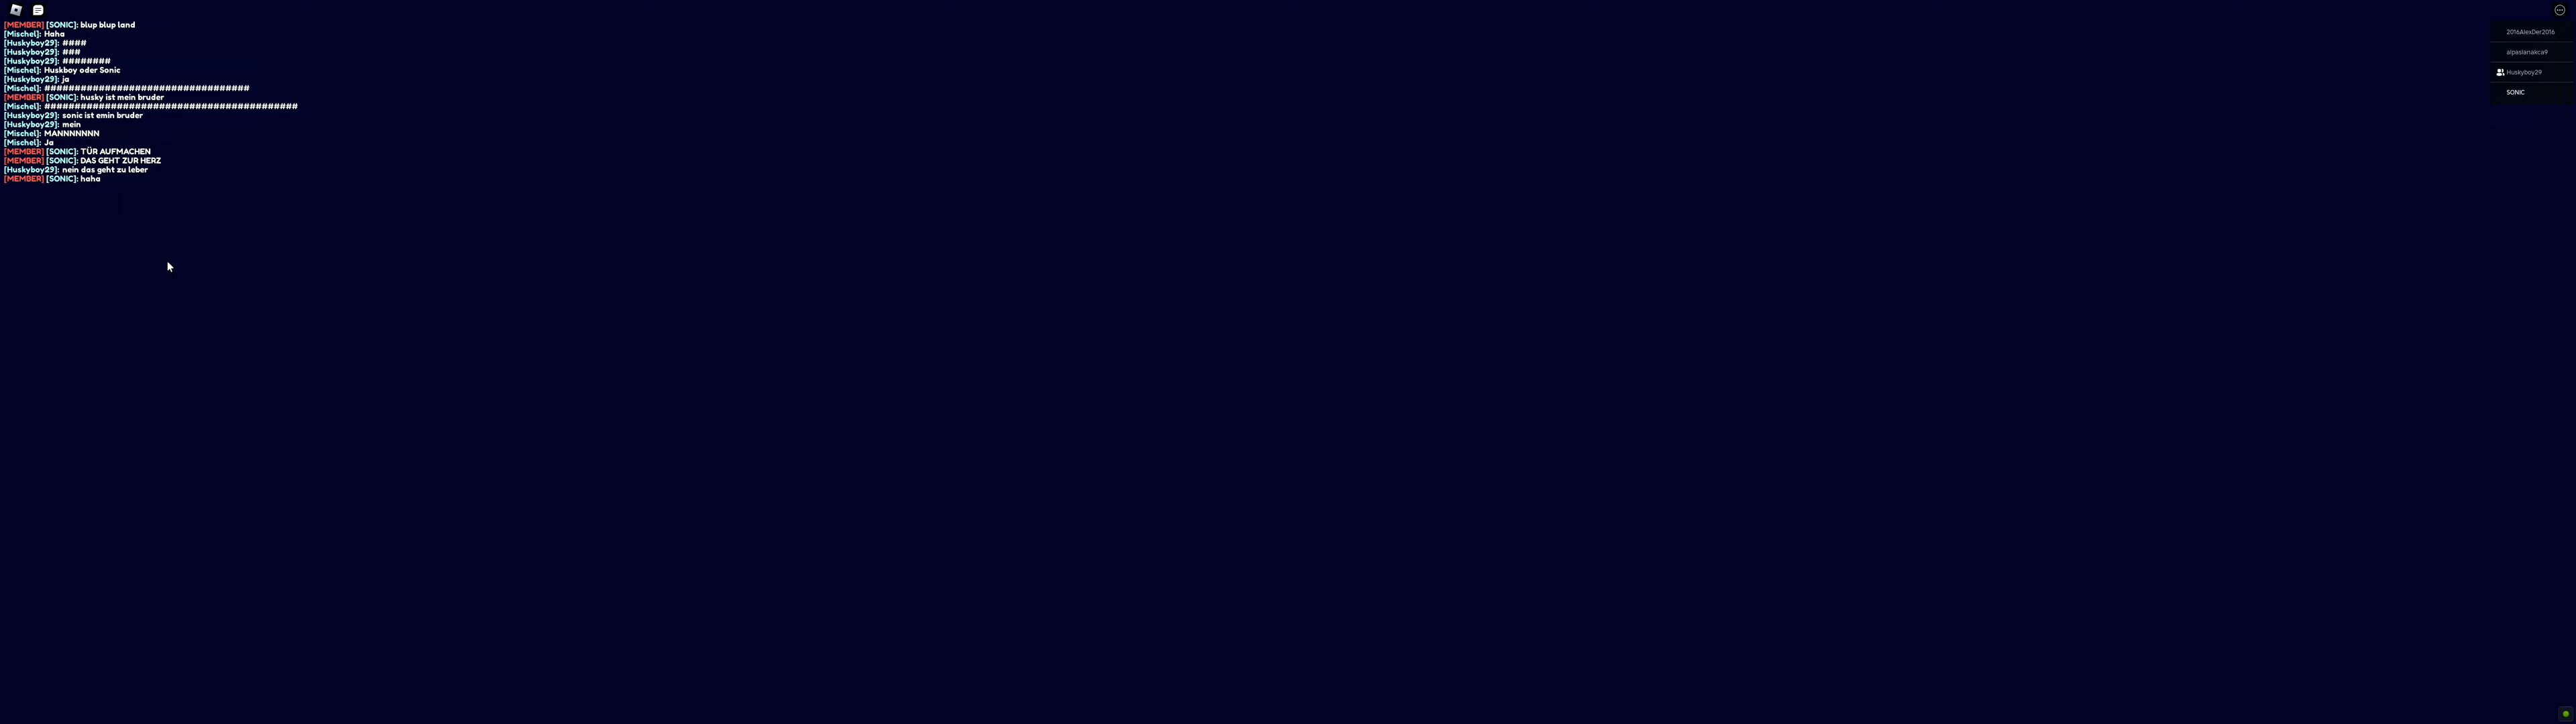 [MEMBER] [SONIC]: blup blup land
[Mischel]: Haha
[Huskyboy29]: ####
[Huskyboy29]: ###
[Huskyboy29]: ########
[Mischel]: Huskboy oder Sonic
[Huskyboy29]: ja
[Mischel]: ##################################
[MEMBER] [SONIC]: husky ist mein bruder
[Mischel]: ##########################################
[Huskyboy29]: sonic ist emin bruder
[Huskyboy29]: mein
[Mischel]: MANNNNNNN
[Mischel]: Ja
[MEMBER] [SONIC]: TÜR AUFMACHEN
[MEMBER] [SONIC]: DAS GEHT ZUR HERZ
[Huskyboy29]: nein das geht zu leber
[MEMBER] [SONIC]: haha
2016AlexDer2016
alpaslanakca9
Huskyboy29
SONIC